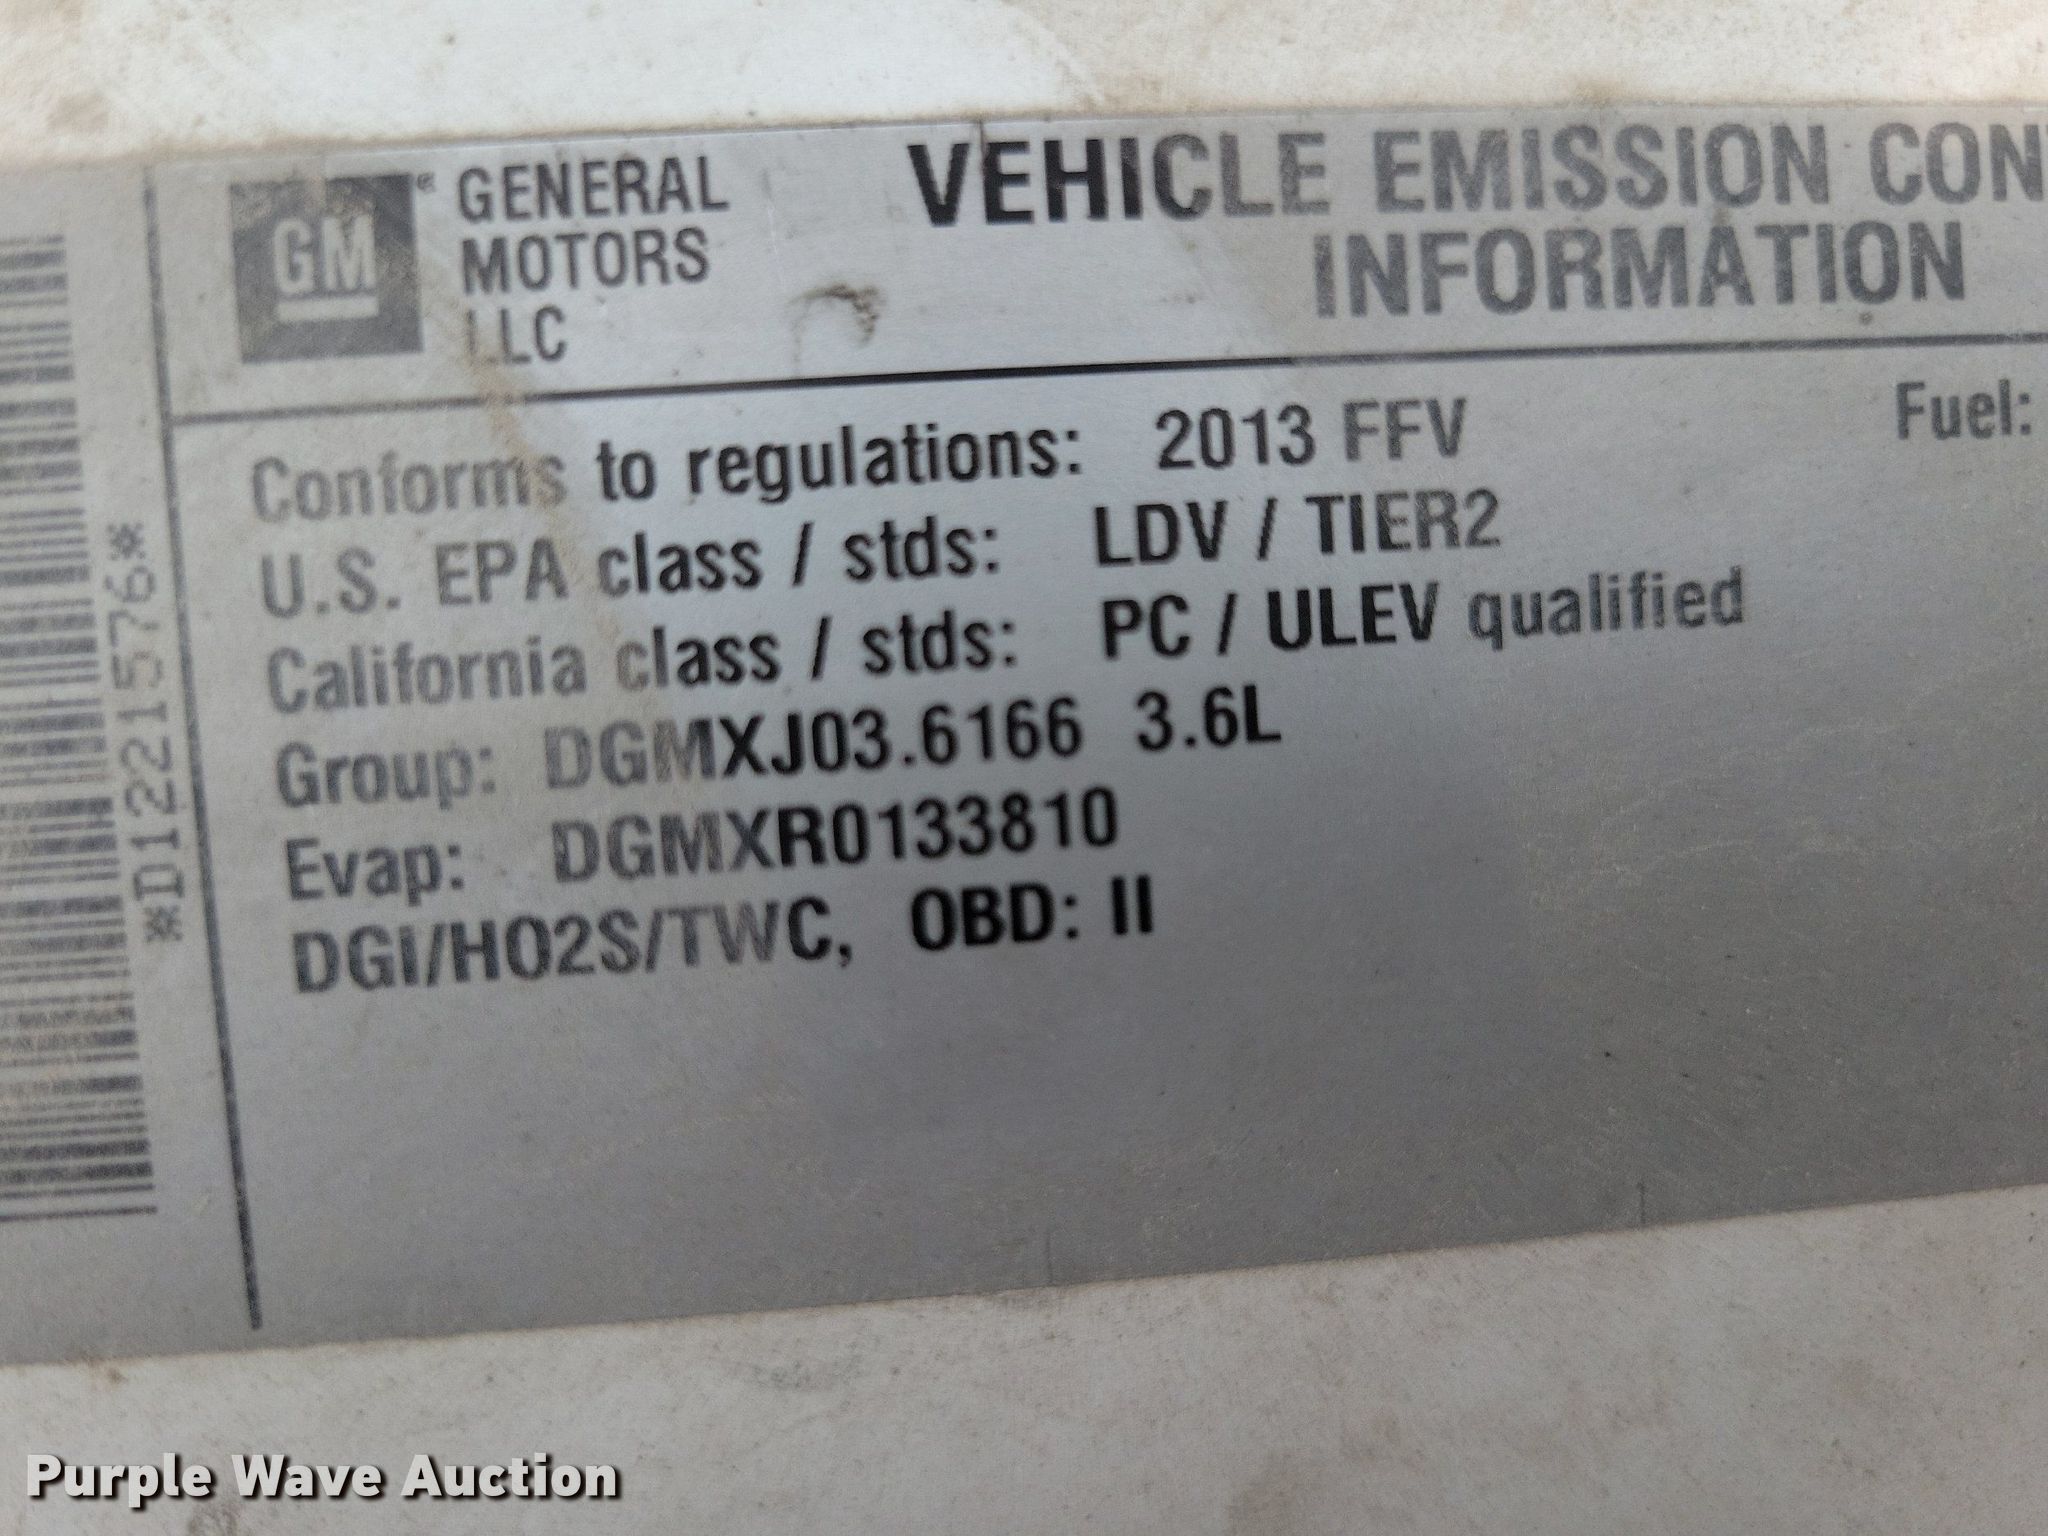 GM
GENERAL
MOTORS
LLC
VEHICLE EMISSION CON
INFORMATION
Conforms to regulations: 2013 FFV
Fuel:
U.S. EPA class / stds: LDV / TIER2
California class / stds: PC / ULEV qualified
Group: DGMXJ03.6166 3.6L
Evap: DGMXR0133810
DGI/HO2S/TWC, OBD: II
*D12221576*
Purple Wave Auction